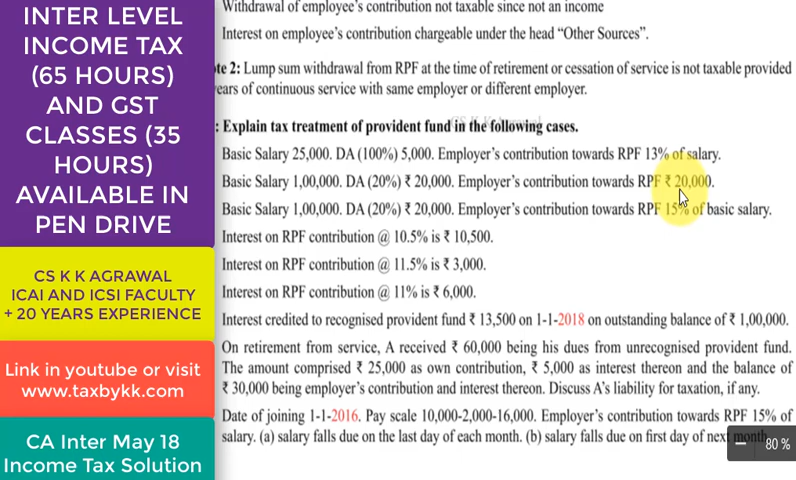 INTER LEVEL
INCOME TAX
(65 HOURS)
AND GST
CLASSES (35
HOURS)
AVAILABLE IN
PEN DRIVE
CS K K AGRAWAL
ICAI AND ICSI FACULTY
+ 20 YEARS EXPERIENCE
Link in youtube or visit
www.taxbykk.com
CA Inter May 18
Income Tax Solution
Withdrawal of employee's contribution not taxable since not an income
Interest on employee's contribution chargeable under the head "Other Sources".
te 2: Lump sum withdrawal from RPF at the time of retirement or cessation of service is not taxable provided
ears of continuous service with same employer or different employer.
: Explain tax treatment of provident fund in the following cases.
Basic Salary 25,000. DA (100%) 5,000. Employer's contribution towards RPF 13% of salary.
Basic Salary 1,00,000. DA (20%) ₹ 20,000. Employer's contribution towards RPF ₹ 20,000.
Basic Salary 1,00,000. DA (20%) ₹ 20,000. Employer's contribution towards RPF 15% of basic salary.
Interest on RPF contribution @ 10.5% is ₹ 10,500.
Interest on RPF contribution @ 11.5% is ₹ 3,000.
Interest on RPF contribution @ 11% is ₹ 6,000.
Interest credited to recognised provident fund ₹ 13,500 on 1-1-2018 on outstanding balance of ₹ 1,00,000.
On retirement from service, A received ₹ 60,000 being his dues from unrecognised provident fund.
The amount comprised ₹ 25,000 as own contribution, ₹ 5,000 as interest thereon and the balance of
₹ 30,000 being employer's contribution and interest thereon. Discuss A's liability for taxation, if any.
Date of joining 1-1-2016. Pay scale 10,000-2,000-16,000. Employer's contribution towards RPF 15% of
salary. (a) salary falls due on the last day of each month. (b) salary falls due on first day of next month.
80 %